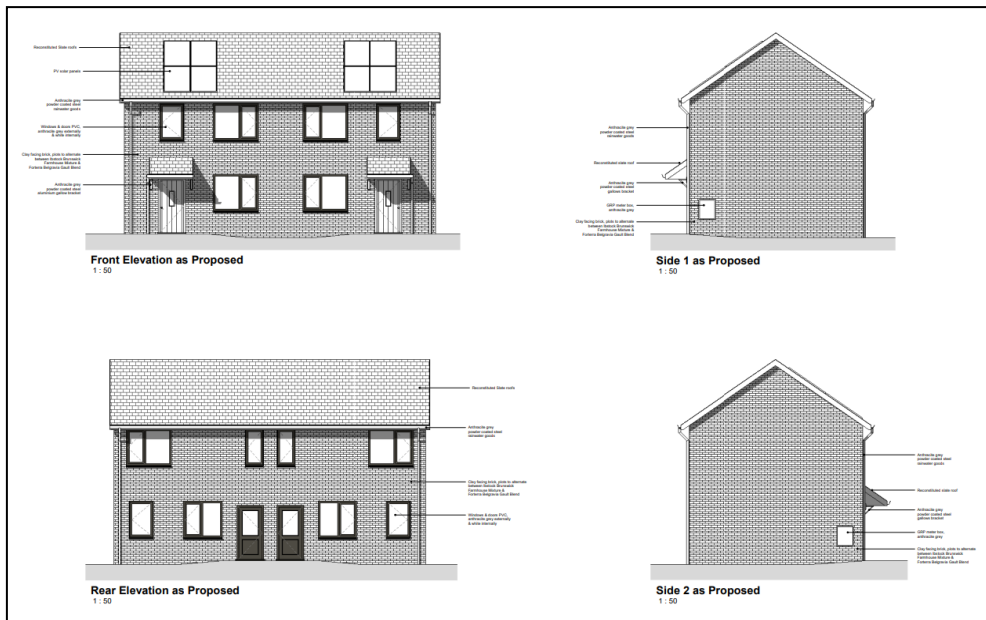 Reconstituted Slate roofs
PV solar panels
Anthracite grey
powder coated steel
rainwater goods
Windows & doors PVC,
anthracite grey externally
& white internally
Clay facing brick, plots to alternate
between Ibstock Brunswick
Farmhouse Mixture &
Forterra Belgravia Gault Blend
Anthracite grey
powder coated steel
aluminium gallow bracket
Front Elevation as Proposed
1 : 50
Anthracite grey
powder coated steel
rainwater goods
Reconstituted slate roof
Anthracite grey
powder coated steel
gallows bracket
GRP meter box,
anthracite grey
Clay facing brick, plots to alternate
between Ibstock Brunswick
Farmhouse Mixture &
Forterra Belgravia Gault Blend
Side 1 as Proposed
1 : 50
Reconstituted Slate roofs
Anthracite grey
powder coated steel
rainwater goods
Clay facing brick, plots to alternate
between Ibstock Brunswick
Farmhouse Mixture &
Forterra Belgravia Gault Blend
Windows & doors PVC,
anthracite grey externally
& white internally
Rear Elevation as Proposed
1 : 50
Anthracite grey
powder coated steel
rainwater goods
Reconstituted slate roof
Anthracite grey
powder coated steel
gallows bracket
GRP meter box,
anthracite grey
Clay facing brick, plots to alternate
between Ibstock Brunswick
Farmhouse Mixture &
Forterra Belgravia Gault Blend
Side 2 as Proposed
1 : 50